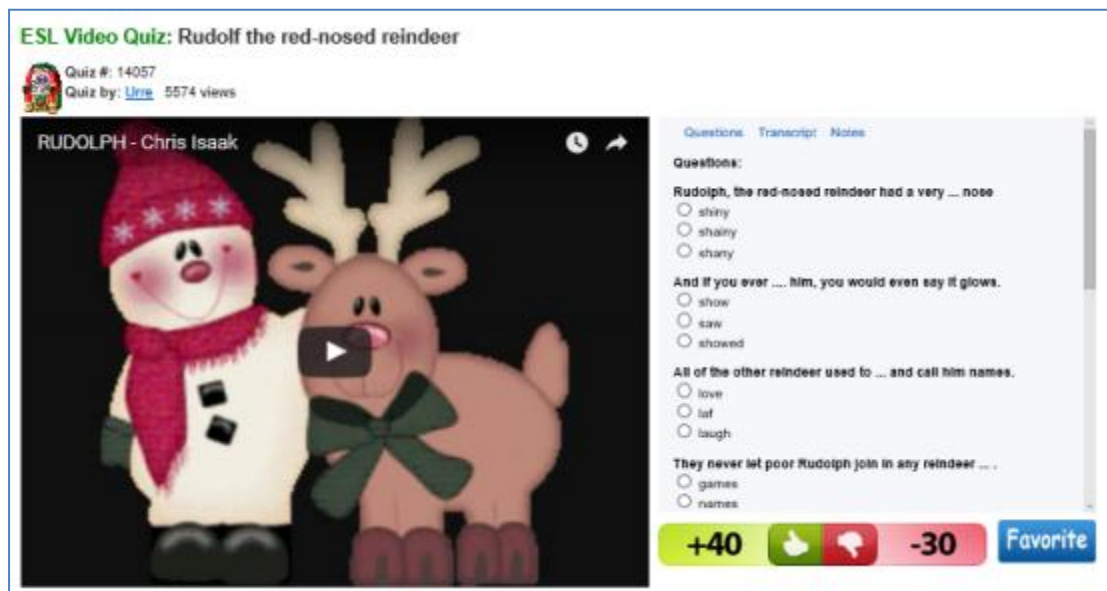 ESL Video Quiz: Rudolf the red-nosed reindeer
Quiz #: 14057
Quiz by: Urre 5574 views
RUDOLPH - Chris Isaak
Questions Transcript Notes
Questions:
Rudolph, the red-nosed reindeer had a very ... nose
shiny
shainy
shany
And if you ever .... him, you would even say it glows.
show
saw
showed
All of the other reindeer used to ... and call him names.
love
laf
laugh
They never let poor Rudolph join in any reindeer ... .
games
names
+40
-30
Favorite